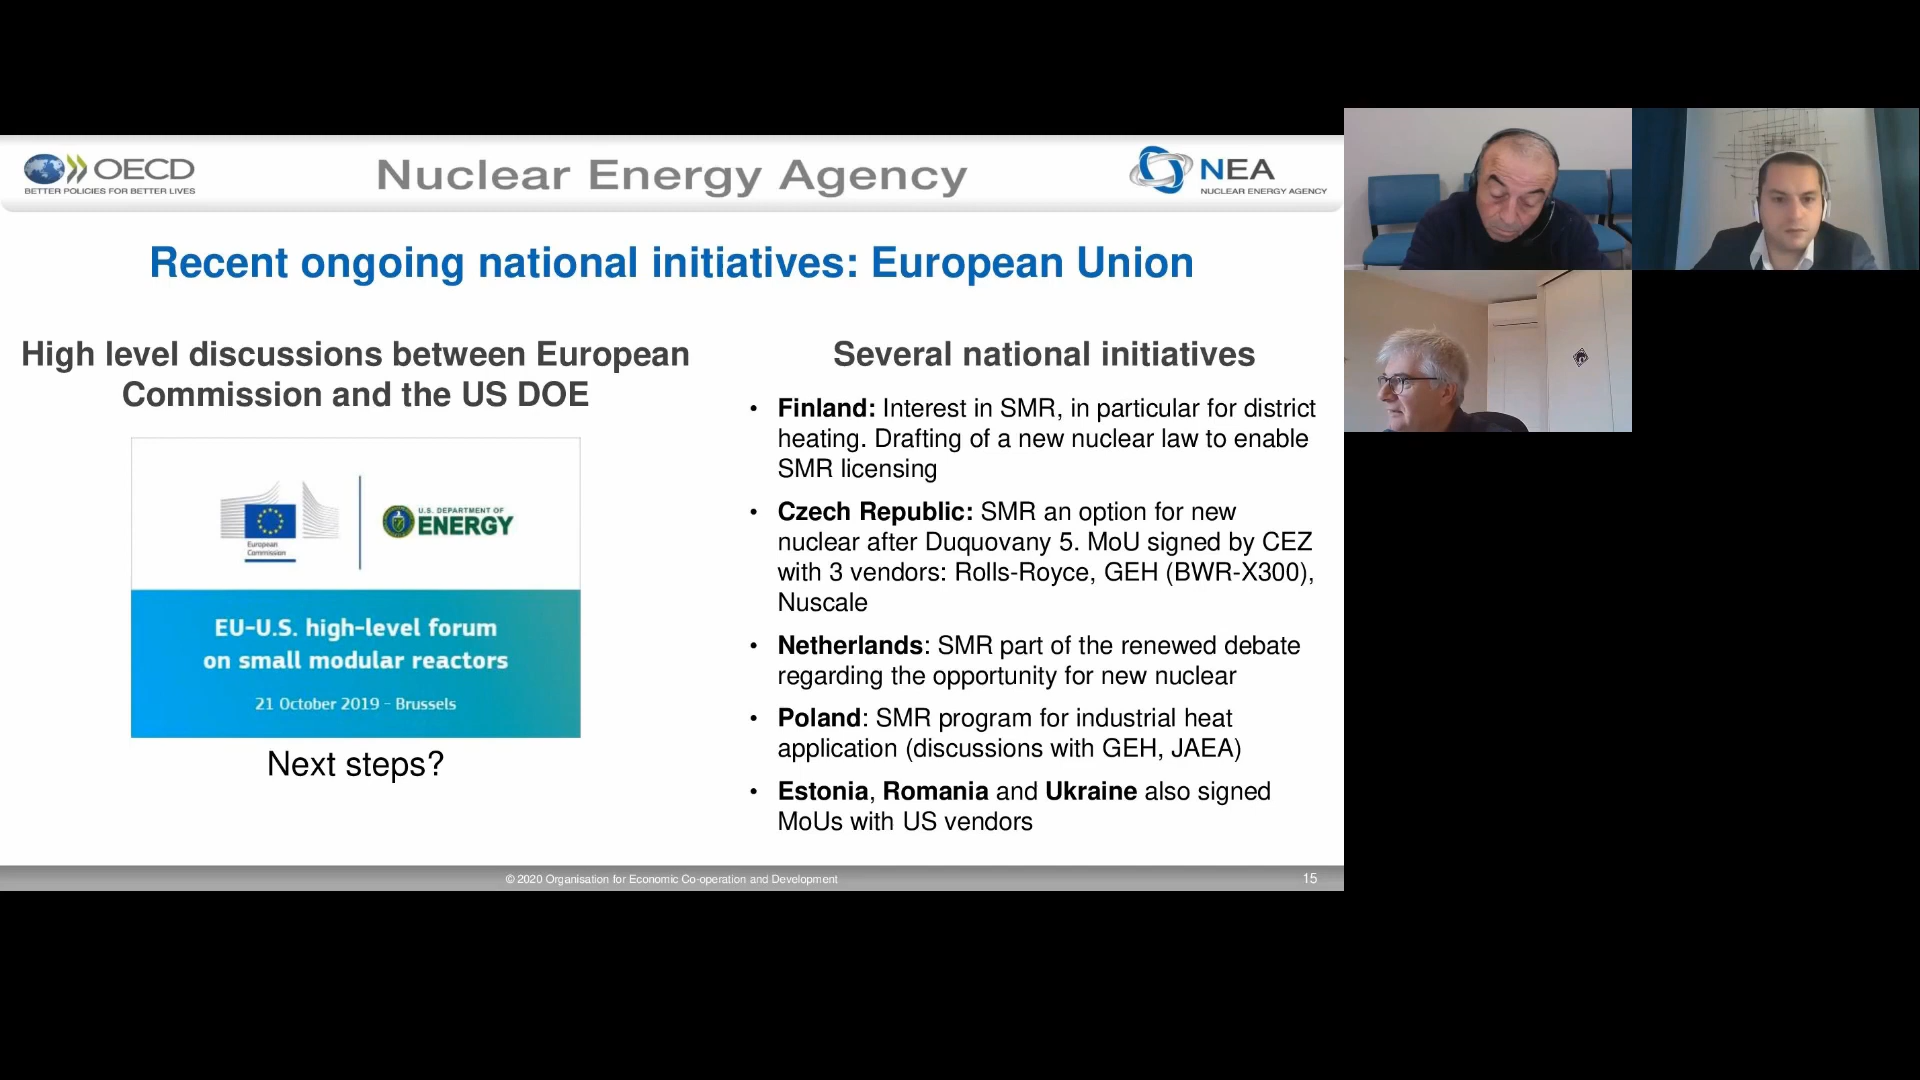 OECD
BETTER POLICIES FOR BETTER LIVES
Nuclear Energy Agency
NEA
NUCLEAR ENERGY AGENCY
Recent ongoing national initiatives: European Union
High level discussions between European
Commission and the US DOE
European
Commission
U.S. DEPARTMENT OF
ENERGY
EU-U.S. high-level forum
on small modular reactors
21 October 2019 - Brussels
Next steps?
Several national initiatives
• Finland: Interest in SMR, in particular for district
heating. Drafting of a new nuclear law to enable
SMR licensing
• Czech Republic: SMR an option for new
nuclear after Duquovany 5. MoU signed by CEZ
with 3 vendors: Rolls-Royce, GEH (BWR-X300),
Nuscale
• Netherlands: SMR part of the renewed debate
regarding the opportunity for new nuclear
• Poland: SMR program for industrial heat
application (discussions with GEH, JAEA)
• Estonia, Romania and Ukraine also signed
MoUs with US vendors
© 2020 Organisation for Economic Co-operation and Development
15